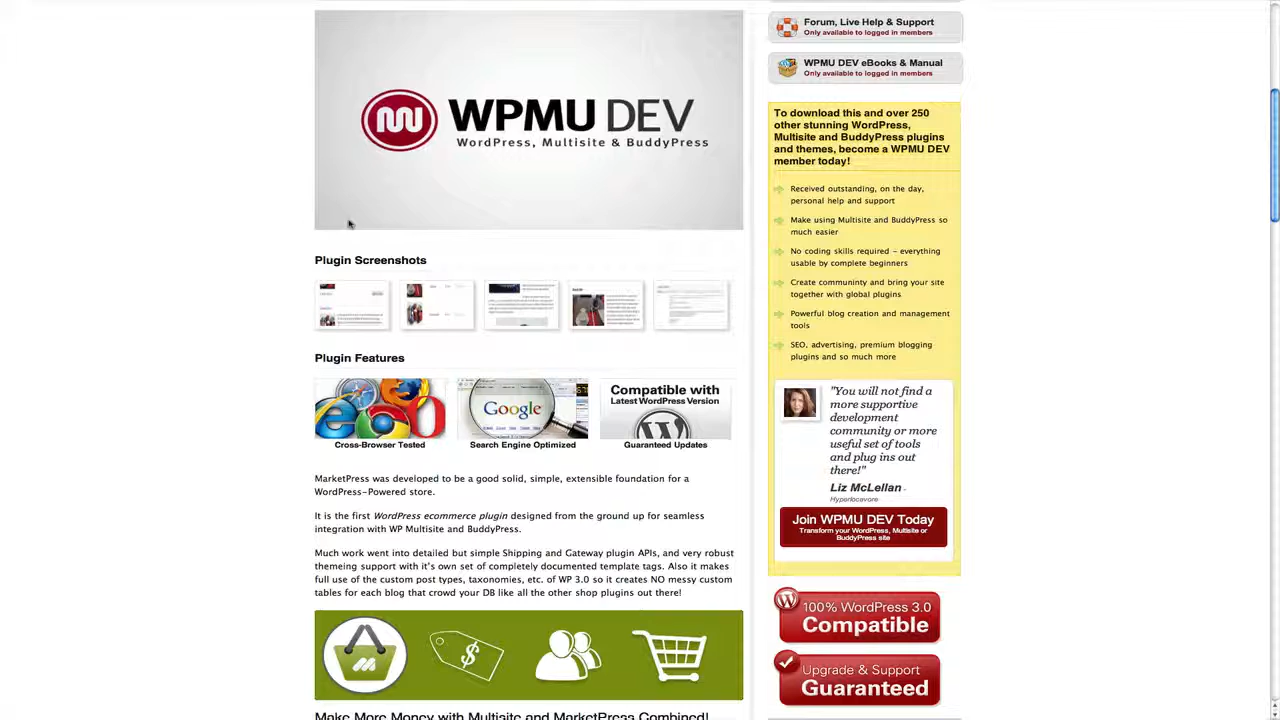 WPMU DEV
WordPress, Multisite & BuddyPress
Plugin Screenshots
Plugin Features
Google
Compatible with
Latest WordPress Version
Cross-Browser Tested
Search Engine Optimized
Guaranteed Updates
MarketPress was developed to be a good solid, simple, extensible foundation for a
WordPress-Powered store.
It is the first WordPress ecommerce plugin designed from the ground up for seamless
integration with WP Multisite and BuddyPress.
Much work went into detailed but simple Shipping and Gateway plugin APIs, and very robust
themeing support with it's own set of completely documented template tags. Also it makes
full use of the custom post types, taxonomies, etc. of WP 3.0 so it creates NO messy custom
tables for each blog that crowd your DB like all the other shop plugins out there!
Make More Money with Multisite and MarketPress Combined!
Forum, Live Help & Support
Only available to logged in members
WPMU DEV eBooks & Manual
Only available to logged in members
To download this and over 250
other stunning WordPress,
Multisite and BuddyPress plugins
and themes, become a WPMU DEV
member today!
Received outstanding, on the day,
personal help and support
Make using Multisite and BuddyPress so
much easier
No coding skills required - everything
usable by complete beginners
Create communinty and bring your site
together with global plugins
Powerful blog creation and management
tools
SEO, advertising, premium blogging
plugins and so much more
"You will not find a
more supportive
development
community or more
useful set of tools
and plug ins out
there!"
Liz McLellan -
Hyperlocavore
Join WPMU DEV Today
Transform your WordPress, Multisite or
BuddyPress site
100% WordPress 3.0
Compatible
Upgrade & Support
Guaranteed